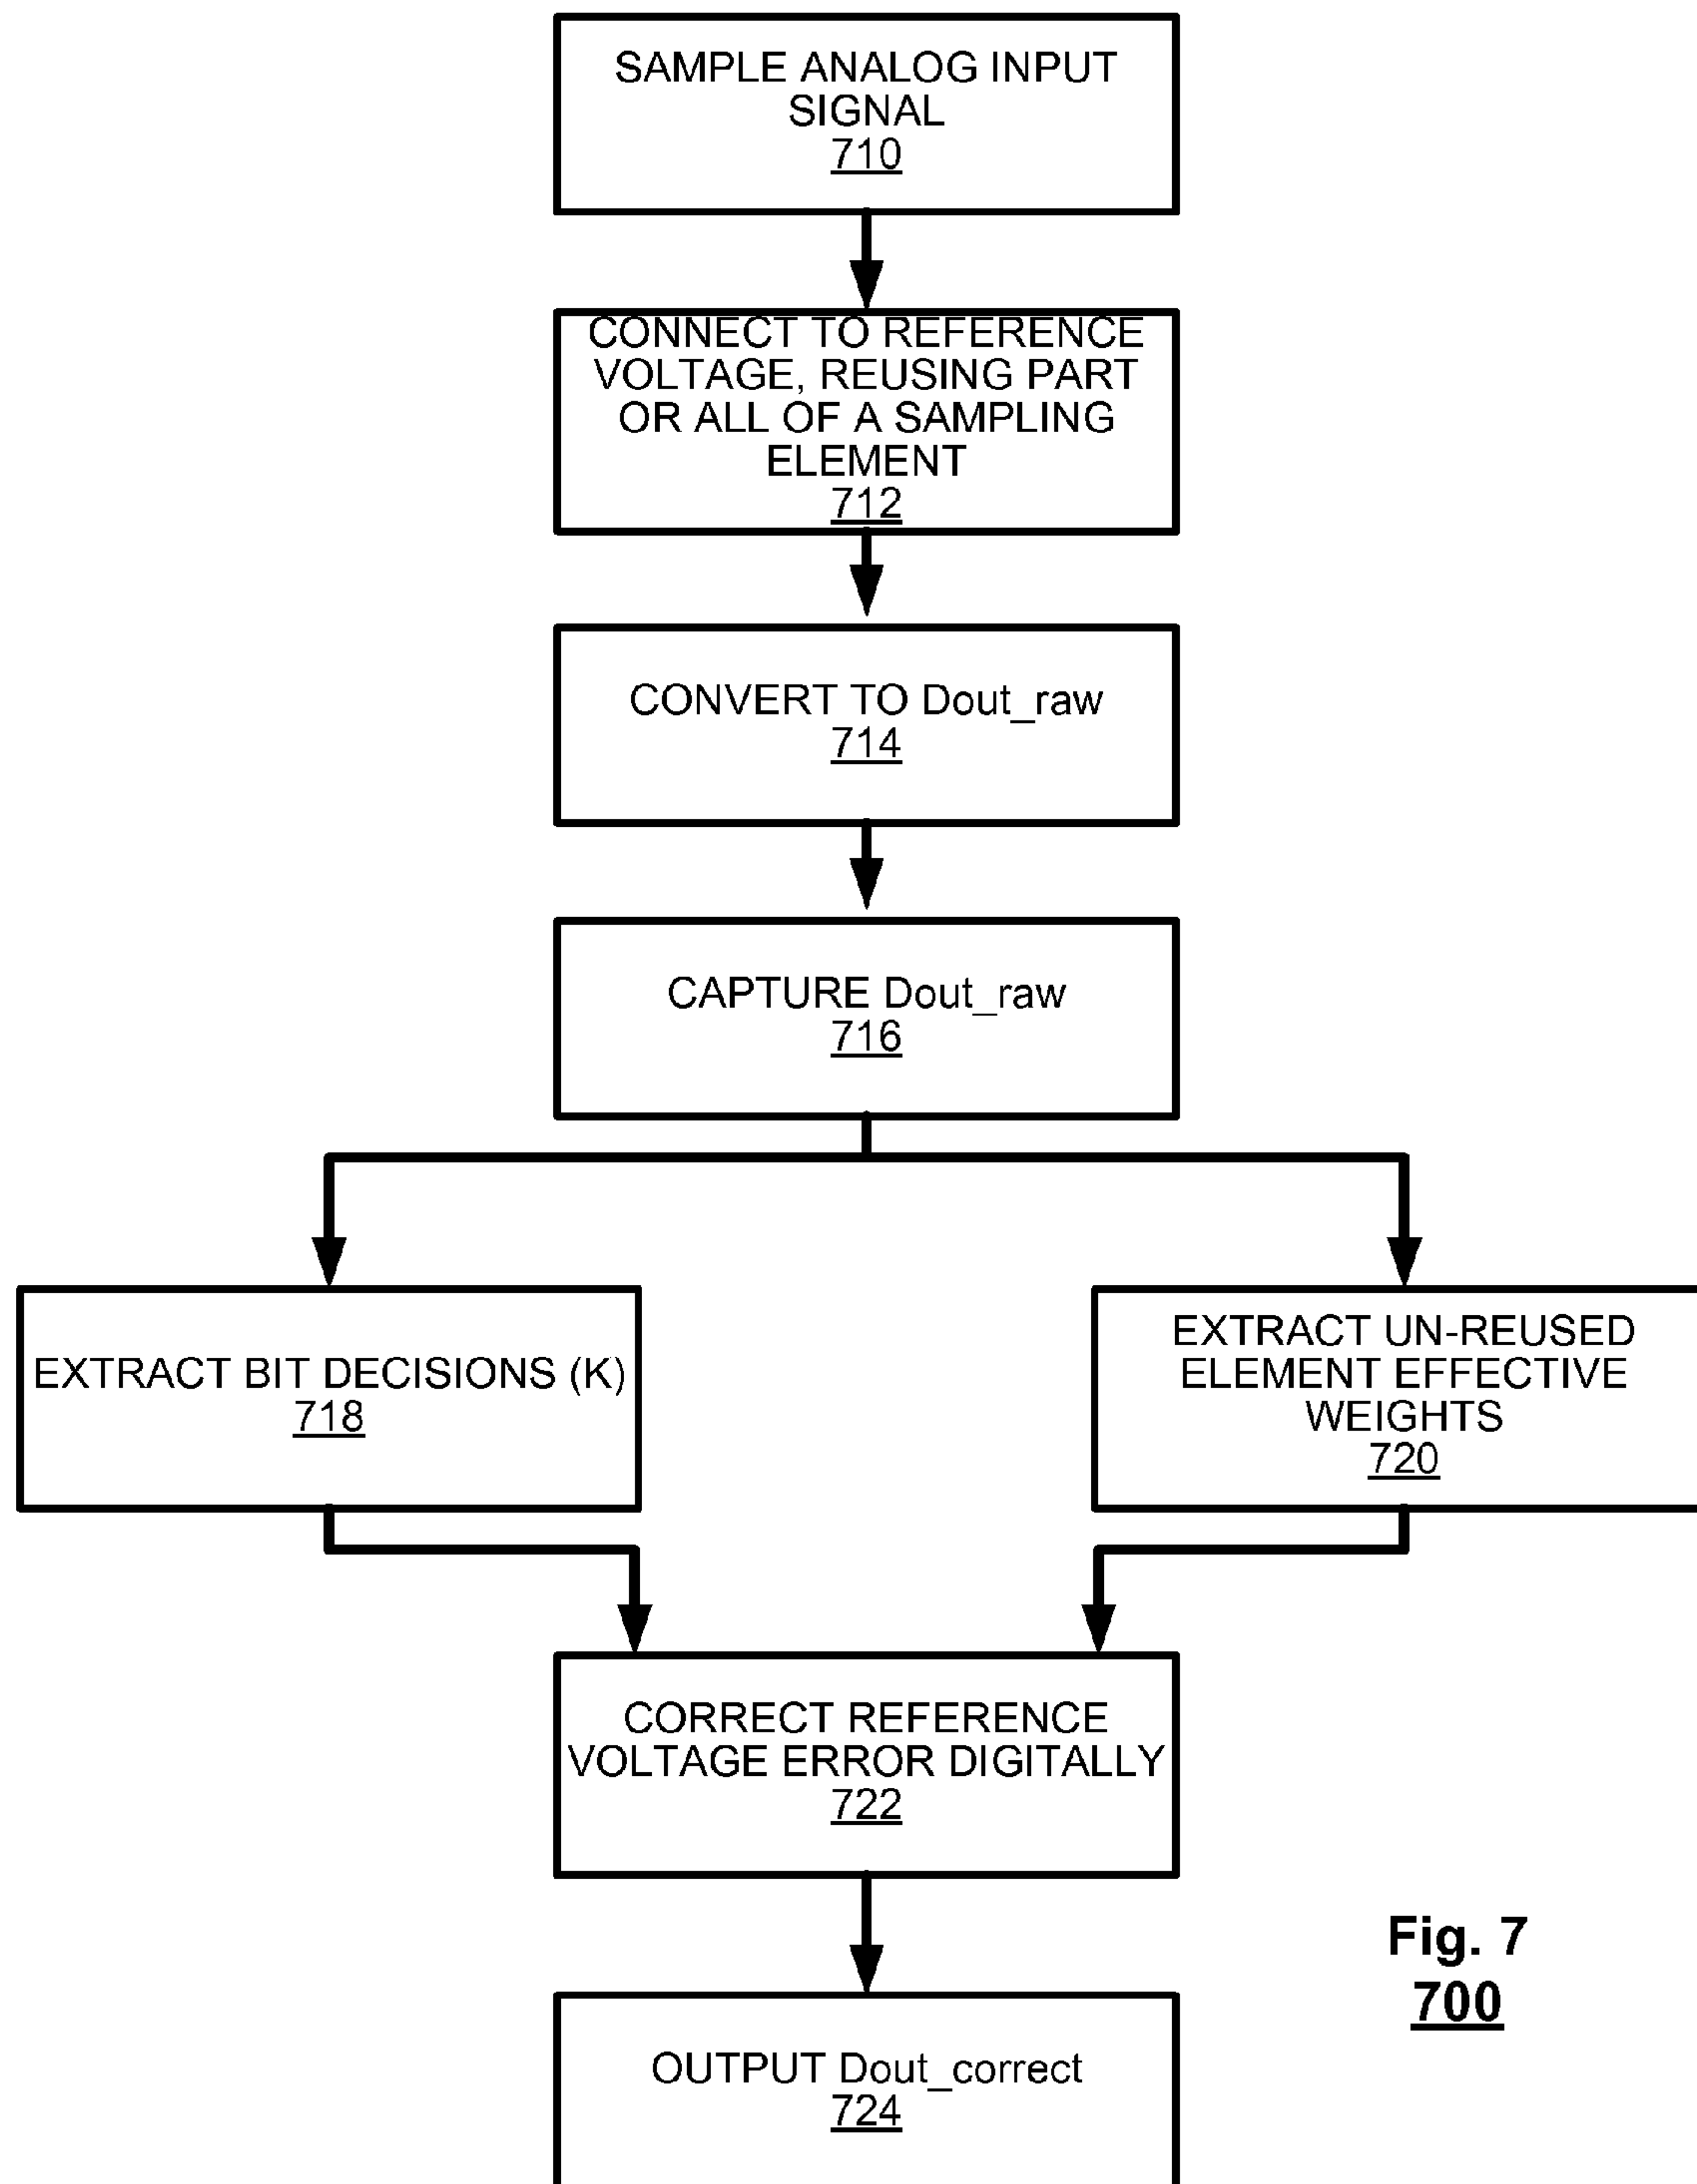 SAMPLE ANALOG INPUT
SIGNAL
710
CONNECT TO REFERENCE
VOLTAGE, REUSING PART
OR ALL OF A SAMPLING
ELEMENT
712
CONVERT TO Dout_raw
714
CAPTURE Dout_raw
716
EXTRACT BIT DECISIONS (K)
718
EXTRACT UN-REUSED
ELEMENT EFFECTIVE
WEIGHTS
720
CORRECT REFERENCE
VOLTAGE ERROR DIGITALLY
722
OUTPUT Dout_correct
724
Fig. 7
700